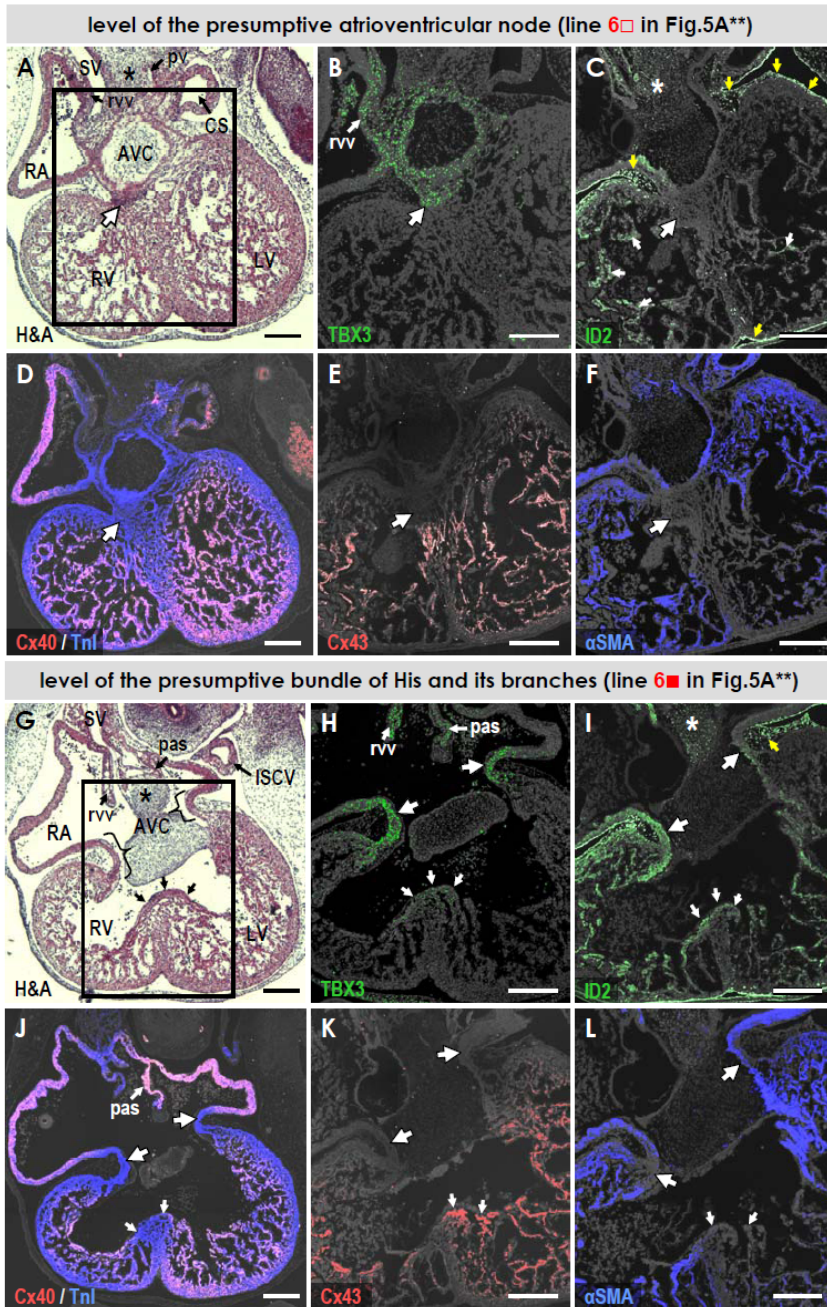 level of the presumptive atrioventricular node (line 6□ in Fig.5A**)
A SV * pv
rvv CS
AVC
RA
RV LV
H&A
B
rvv
TBX3
C
*
ID2
D
Cx40 / TnI
E
Cx43
F
αSMA
level of the presumptive bundle of His and its branches (line 6■ in Fig.5A**)
G SV
pas
lSCV
rvv * AVC
RA
RV LV
H&A
H
pas
rvv
TBX3
I
*
ID2
J
pas
Cx40 / TnI
K
Cx43
L
αSMA